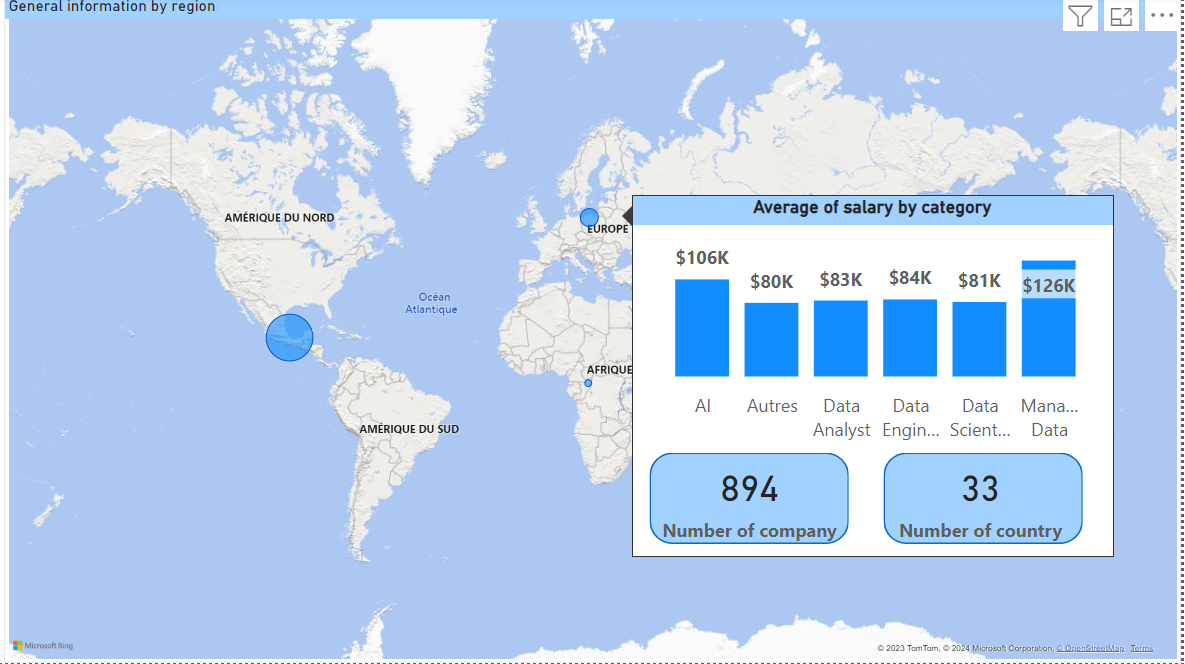 General information by region
AMÉRIQUE DU NORD
EUROPE
Océan
Atlantique
AFRIQUE
AMÉRIQUE DU SUD
Average of salary by category
$106K
$80K
$83K
$84K
$81K
$126K
AI
Autres
Data
Analyst
Data
Engin...
Data
Scient...
Mana...
Data
894
Number of company
33
Number of country
Microsoft Bing
© 2023 TomTom, © 2024 Microsoft Corporation, © OpenStreetMap Terms